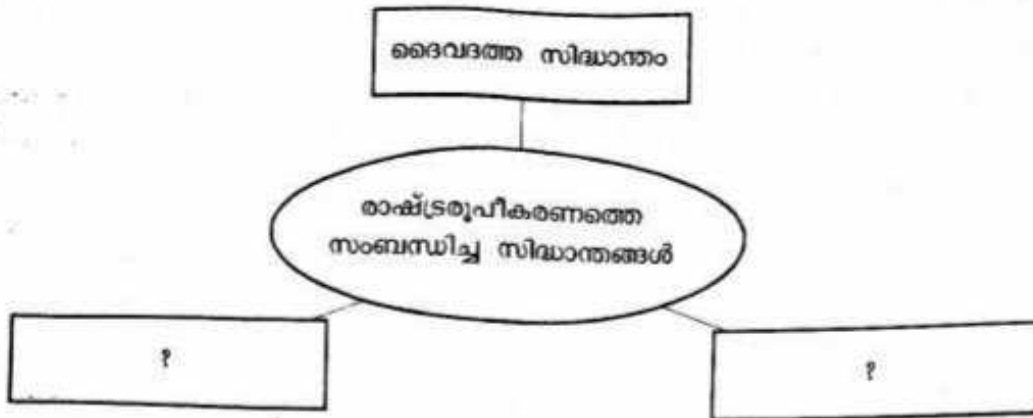 ദൈവദത്ത സിദ്ധാന്തം
രാഷ്ട്രരൂപീകരണത്തെ
സംബന്ധിച്ച സിദ്ധാന്തങ്ങൾ
?
?